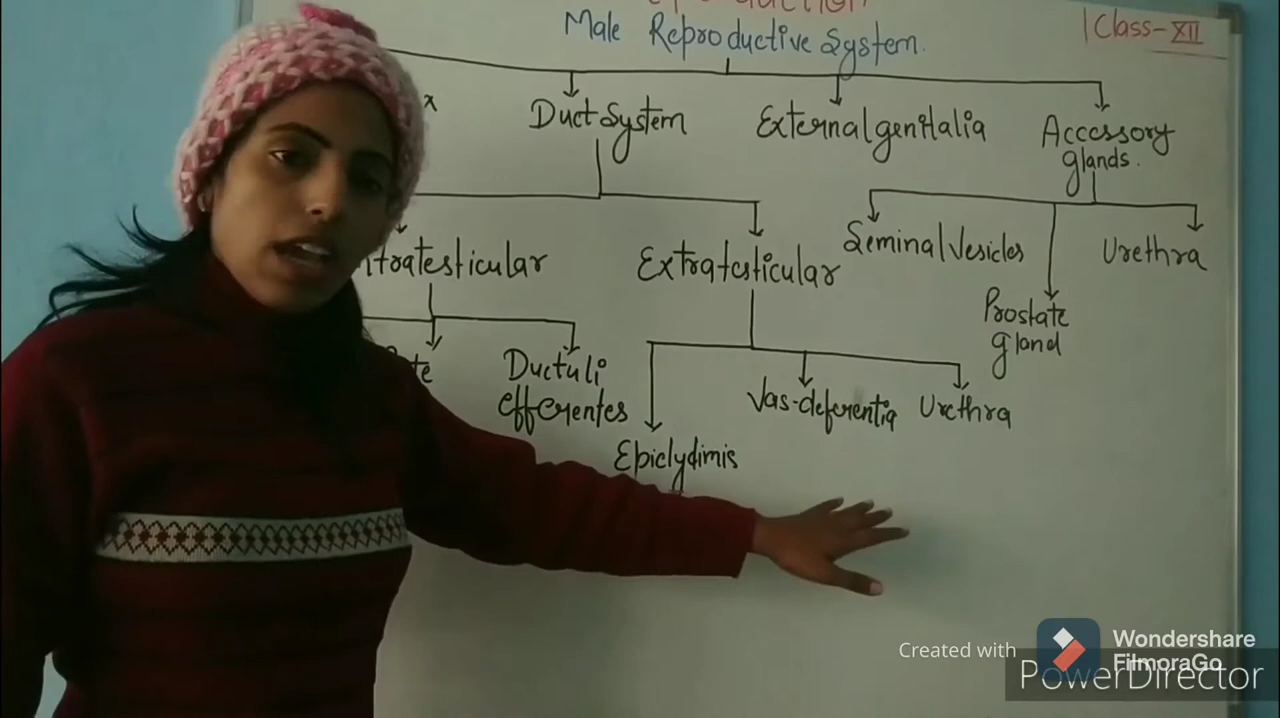 Male Reproductive System.
Class-XII
Duct System
External genitalia
Accessory
glands.
Extratesticular
Seminal Vesicles
Urethra
Prostate
gland
Ductuli
efferentes
Vas-deferentia
Urethra
Epididymis
Created with
Wondershare
FilmoraGo
PowerDirector